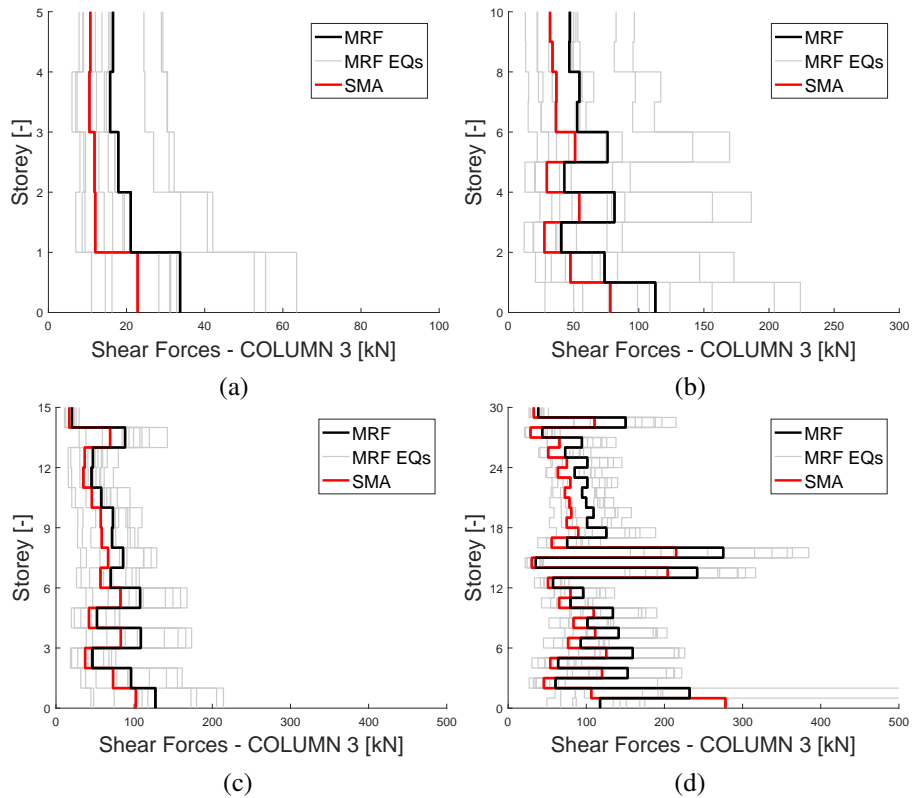 5
4
3
2
1
0
Storey [-]
MRF
MRF EQs
SMA
0 20 40 60 80 100
Shear Forces - COLUMN 3 [kN]
(a)
10
8
6
4
2
0
Storey [-]
MRF
MRF EQs
SMA
0 50 100 150 200 250 300
Shear Forces - COLUMN 3 [kN]
(b)
15
12
9
6
3
0
Storey [-]
MRF
MRF EQs
SMA
0 100 200 300 400 500
Shear Forces - COLUMN 3 [kN]
(c)
30
24
18
12
6
0
Storey [-]
MRF
MRF EQs
SMA
0 100 200 300 400 500
Shear Forces - COLUMN 3 [kN]
(d)